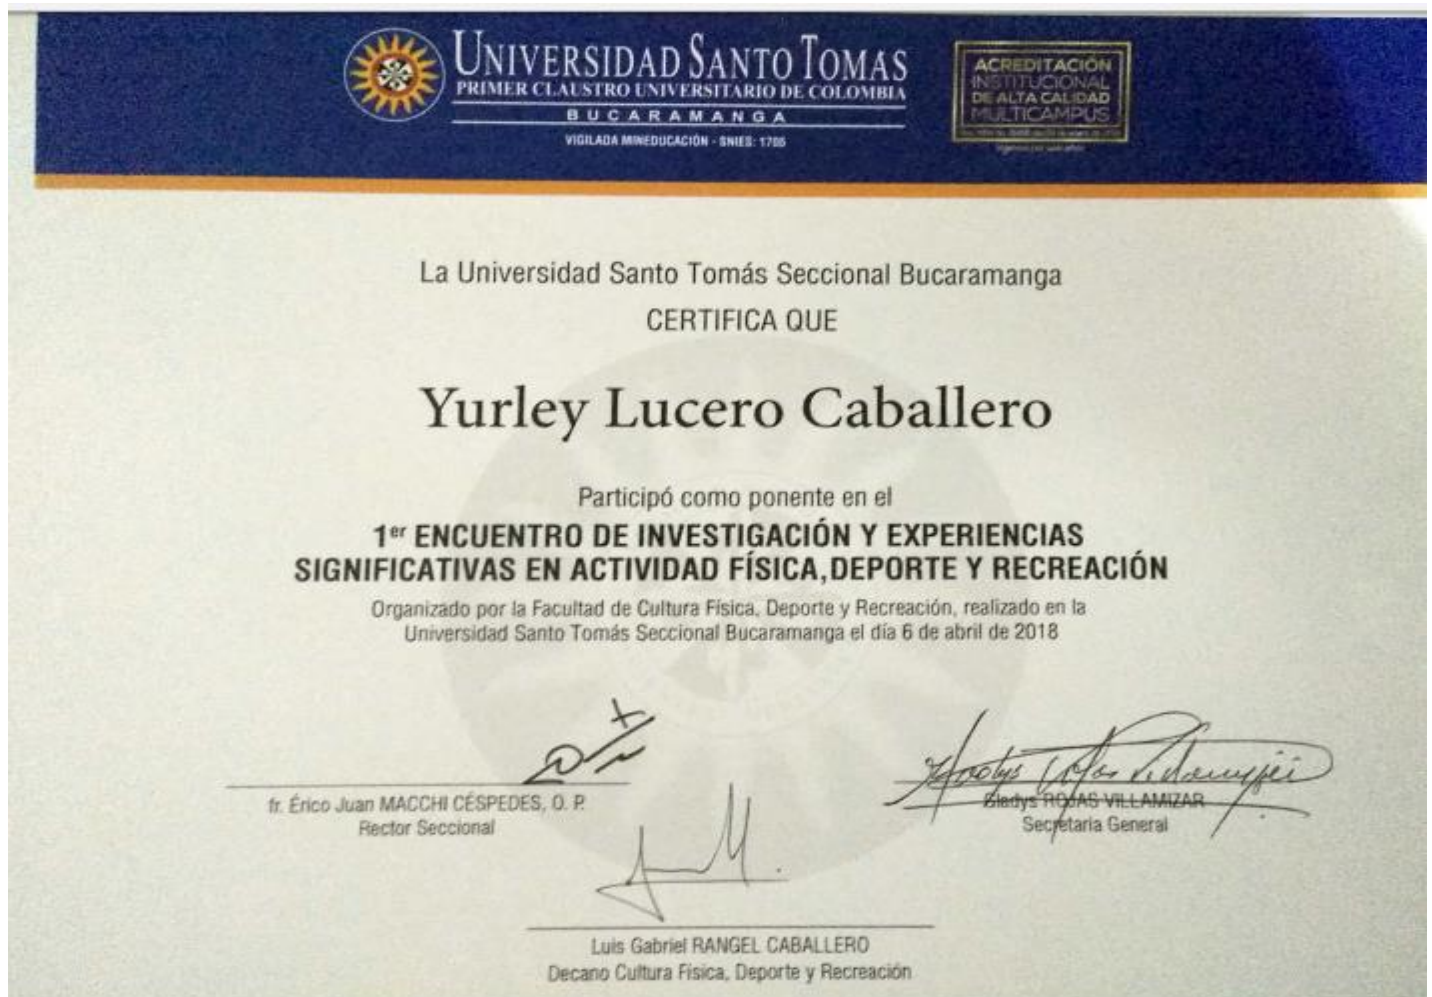 UNIVERSIDAD SANTO TOMAS
PRIMER CLAUSTRO UNIVERSITARIO DE COLOMBIA
BUCARAMANGA
VIGILADA MINEDUCACIÓN - SNIES: 1705
ACREDITACIÓN
INSTITUCIONAL
DE ALTA CALIDAD
MULTICAMPUS
La Universidad Santo Tomás Seccional Bucaramanga
CERTIFICA QUE
Yurley Lucero Caballero
Participó como ponente en el
1er ENCUENTRO DE INVESTIGACIÓN Y EXPERIENCIAS
SIGNIFICATIVAS EN ACTIVIDAD FÍSICA, DEPORTE Y RECREACIÓN
Organizado por la Facultad de Cultura Física, Deporte y Recreación, realizado en la
Universidad Santo Tomás Seccional Bucaramanga el día 6 de abril de 2018
fr. Érico Juan MACCHI CÉSPEDES, O. P.
Rector Seccional
Gladys ROJAS VILLAMIZAR
Secretaria General
Luis Gabriel RANGEL CABALLERO
Decano Cultura Física, Deporte y Recreación